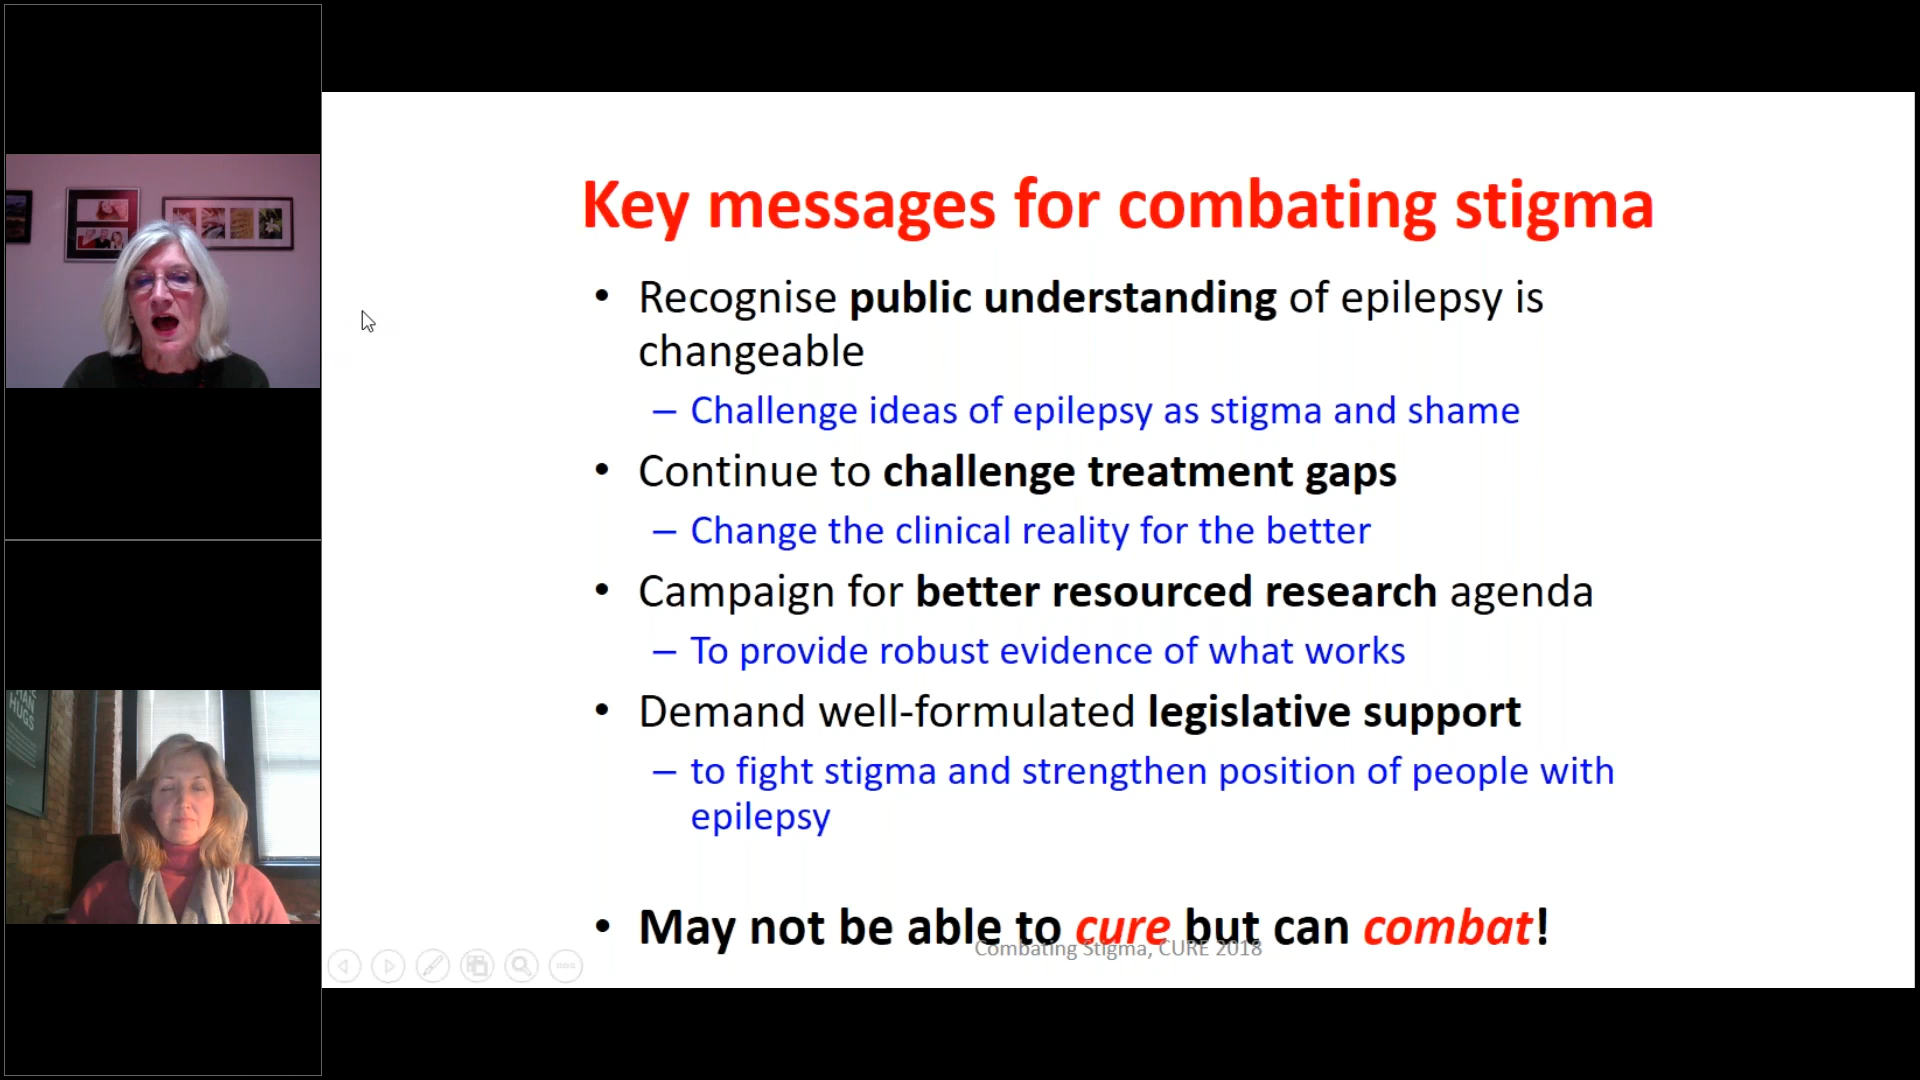 Key messages for combating stigma
• Recognise public understanding of epilepsy is
changeable
– Challenge ideas of epilepsy as stigma and shame
• Continue to challenge treatment gaps
– Change the clinical reality for the better
• Campaign for better resourced research agenda
– To provide robust evidence of what works
• Demand well-formulated legislative support
– to fight stigma and strengthen position of people with
epilepsy
• May not be able to cure but can combat!
Combating Stigma, CURE 2018
HUGS